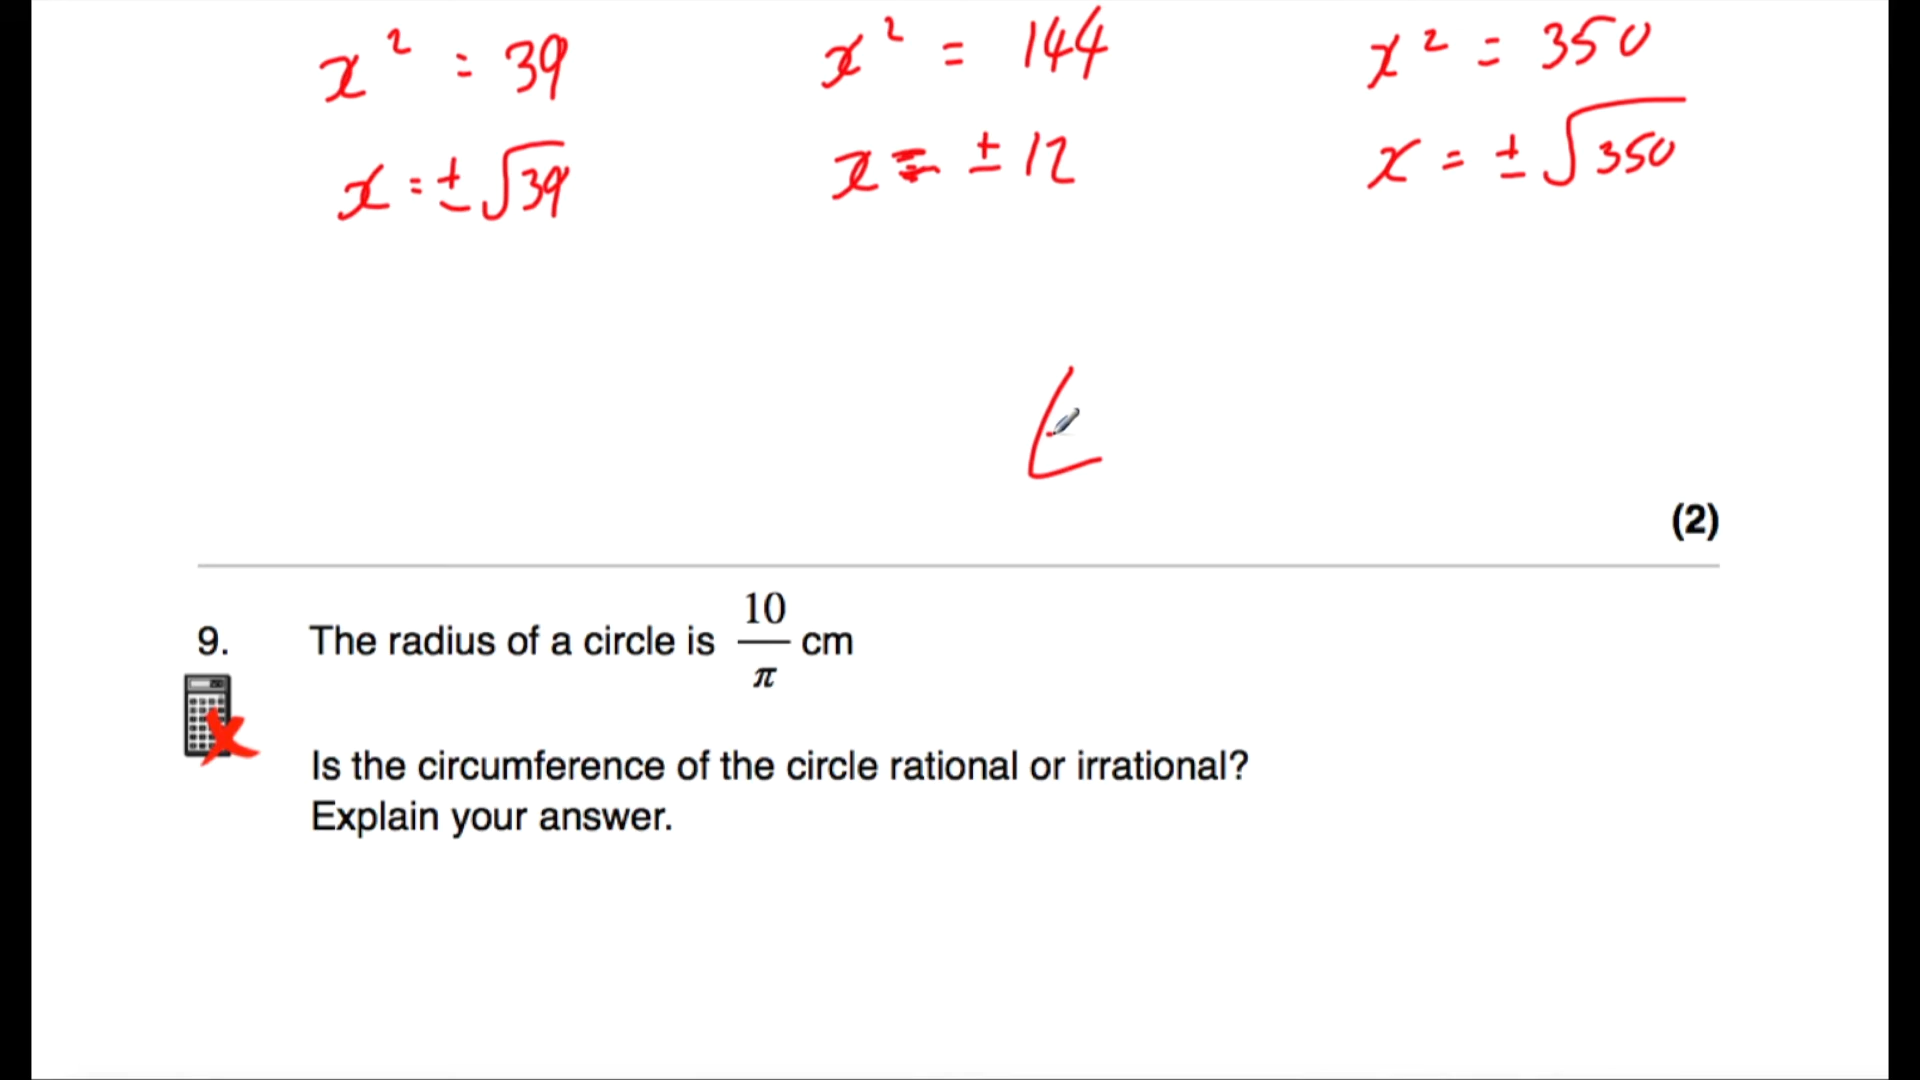 x² = 39 x² = 144 x² = 350
x = ± √39 x = ± 12 x = ± √350
(2)
9. The radius of a circle is 10/π cm
Is the circumference of the circle rational or irrational?
Explain your answer.